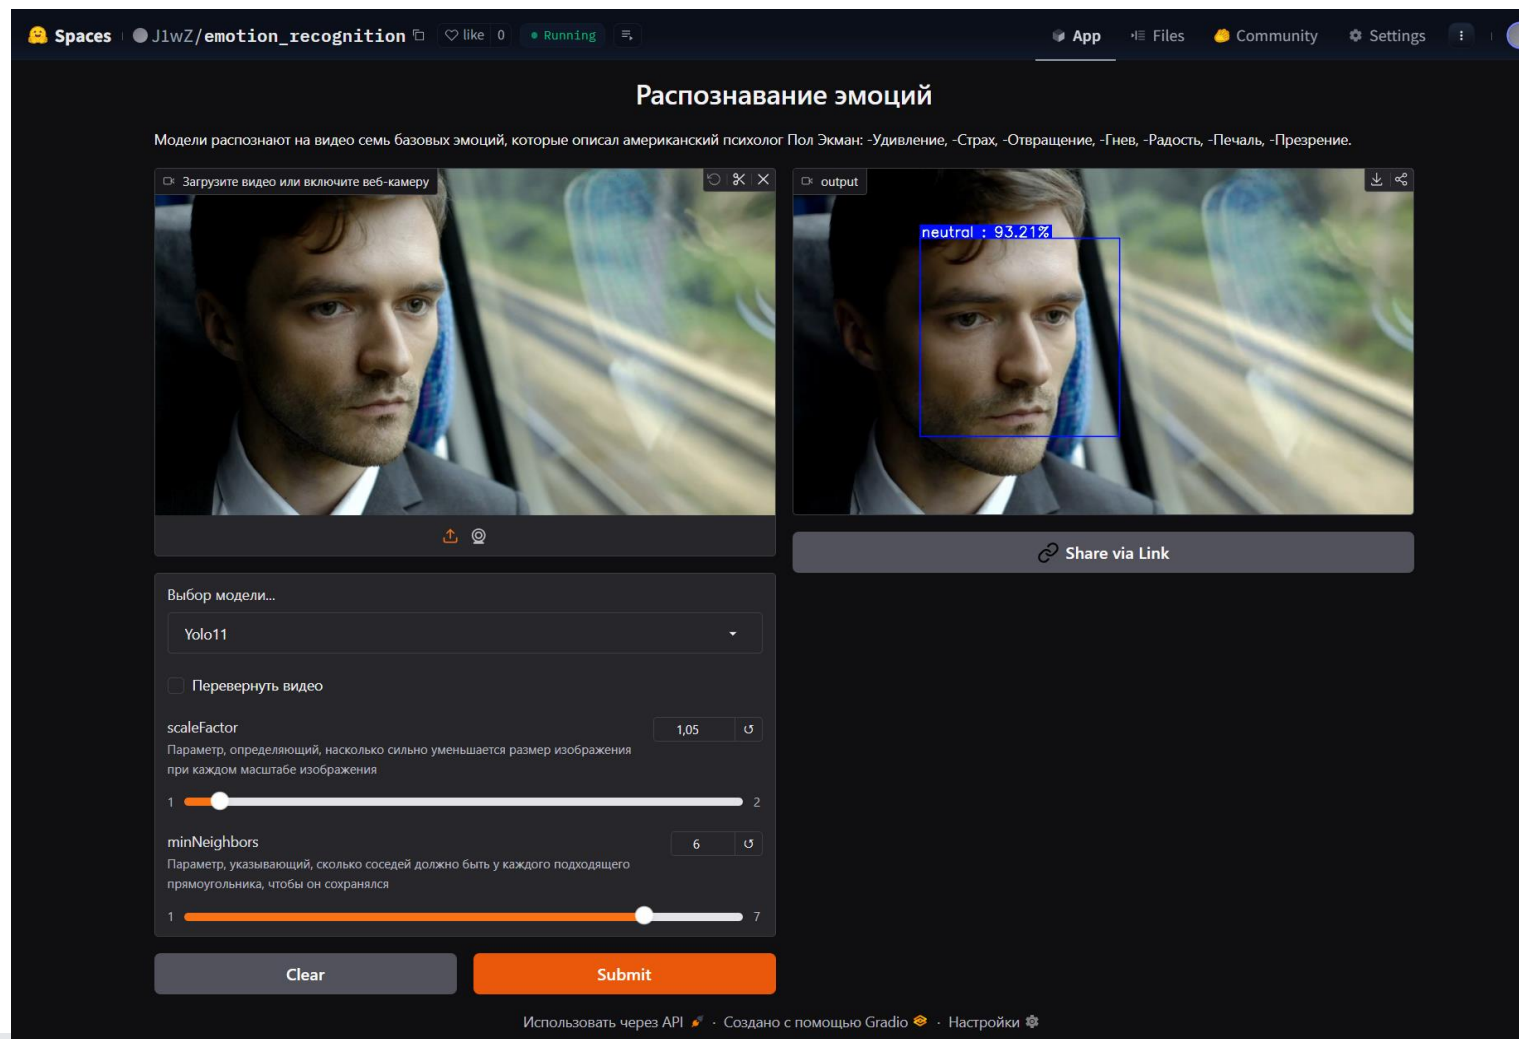 Spaces J1wZ/emotion_recognition like 0 Running App Files Community Settings
Распознавание эмоций
Модели распознают на видео семь базовых эмоций, которые описал американский психолог Пол Экман: -Удивление, -Страх, -Отвращение, -Гнев, -Радость, -Печаль, -Презрение.
Загрузите видео или включите веб-камеру
output
neutral : 93.21%
Share via Link
Выбор модели...
Yolo11
Перевернуть видео
scaleFactor
1,05
Параметр, определяющий, насколько сильно уменьшается размер изображения
при каждом масштабе изображения
1 2
minNeighbors
6
Параметр, указывающий, сколько соседей должно быть у каждого подходящего
прямоугольника, чтобы он сохранялся
1 7
Clear Submit
Использовать через API · Создано с помощью Gradio · Настройки